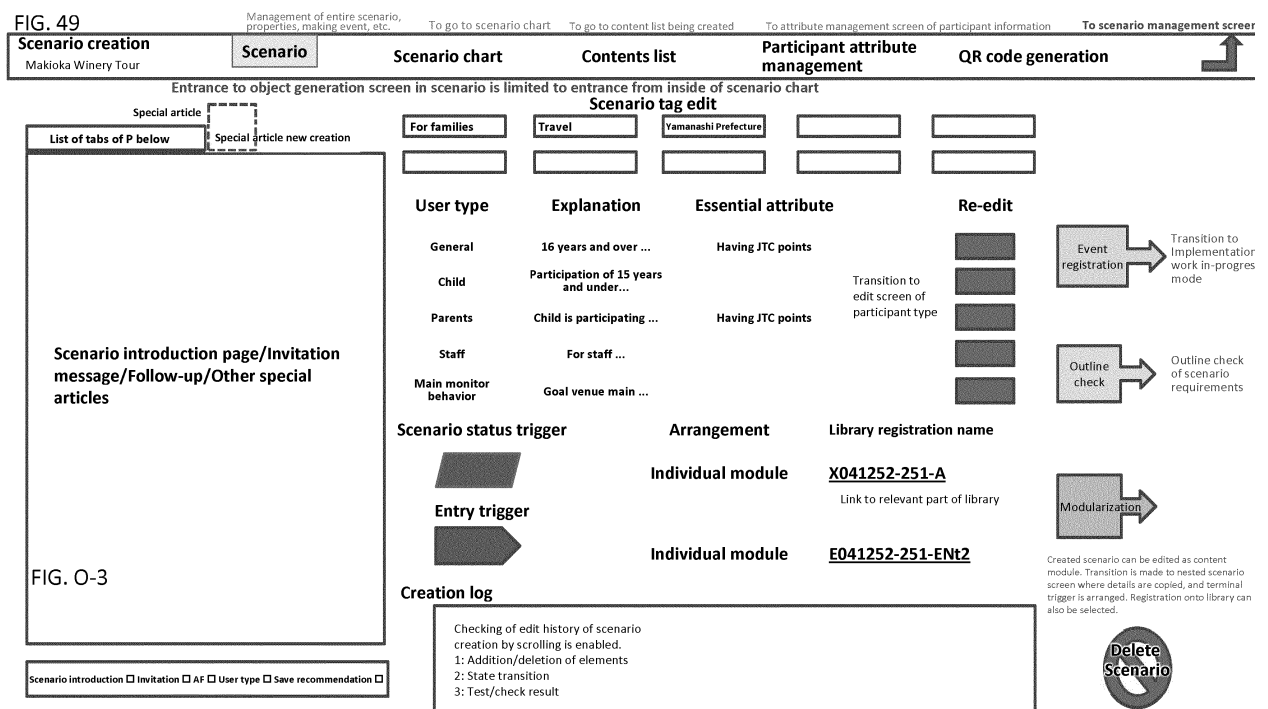 FIG. 49
Management of entire scenario,
properties, making event, etc.
To go to scenario chart
To go to content list being created
To attribute management screen of participant information
To scenario management screen
Scenario creation
Makioka Winery Tour
Scenario
Scenario chart
Contents list
Participant attribute
management
QR code generation
Entrance to object generation screen in scenario is limited to entrance from inside of scenario chart
Special article
List of tabs of P below
Special article new creation
Scenario tag edit
For families
Travel
Yamanashi Prefecture
User type
Explanation
Essential attribute
Re-edit
General
16 years and over ...
Having JTC points
Child
Participation of 15 years
and under...
Parents
Child is participating ...
Having JTC points
Staff
For staff ...
Main monitor
behavior
Goal venue main ...
Transition to
edit screen of
participant type
Event
registration
Transition to
Implementation
work in-progres
mode
Outline
check
Outline check
of scenario
requirements
Scenario introduction page/Invitation
message/Follow-up/Other special
articles
FIG. O-3
Scenario status trigger
Arrangement
Library registration name
Individual module
X041252-251-A
Link to relevant part of library
Entry trigger
Individual module
E041252-251-ENt2
Modularization
Created scenario can be edited as content
module. Transition is made to nested scenario
screen where details are copied, and terminal
trigger is arranged. Registration onto library can
also be selected.
Creation log
Checking of edit history of scenario
creation by scrolling is enabled.
1: Addition/deletion of elements
2: State transition
3: Test/check result
Delete
Scenario
Scenario introduction □ Invitation □ AF □ User type □ Save recommendation □